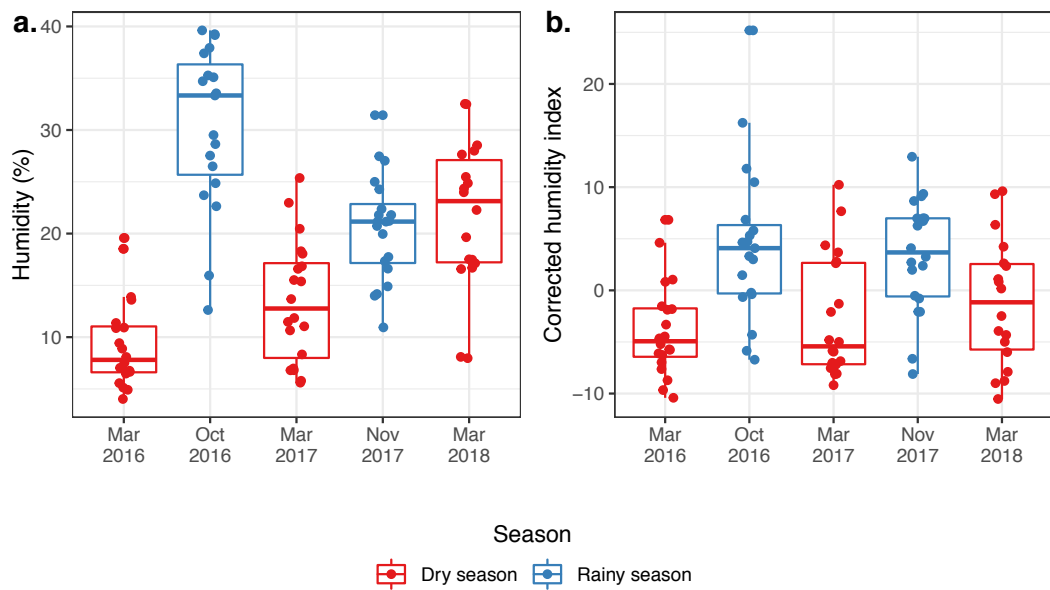 a.
Humidity (%)
40
30
20
10
Mar
2016
Oct
2016
Mar
2017
Nov
2017
Mar
2018
b.
Corrected humidity index
20
10
0
−10
Mar
2016
Oct
2016
Mar
2017
Nov
2017
Mar
2018
Season
Dry season
Rainy season